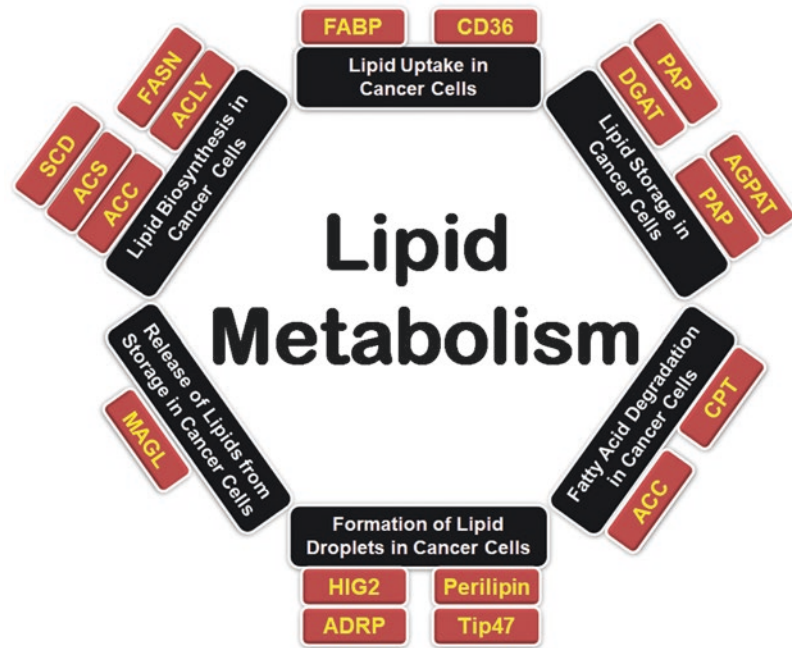 FABP
CD36
Lipid Uptake in
Cancer Cells
PAP
DGAT
AGPAT
PAP
Lipid Storage in
Cancer Cells
CPT
ACC
Fatty Acid Degradation
in Cancer Cells
Formation of Lipid
Droplets in Cancer Cells
HIG2
Perilipin
ADRP
Tip47
Release of Lipids from
Storage in Cancer Cells
MAGL
SCD
ACS
ACC
FASN
ACLY
Lipid Biosynthesis in
Cancer Cells
Lipid
Metabolism